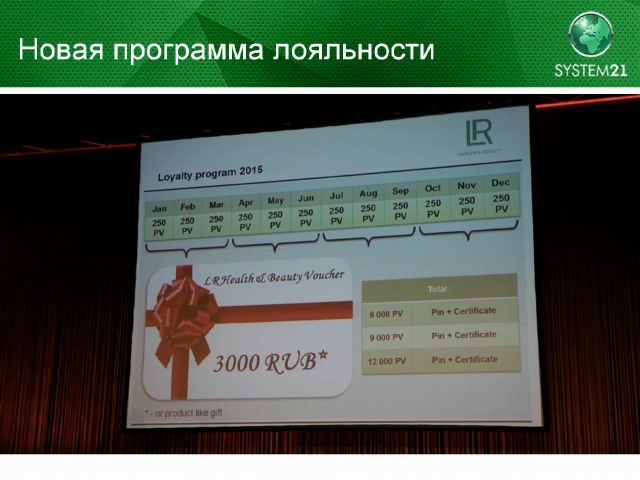 Новая программа лояльности
SYSTEM21
LR
HEALTH & BEAUTY
Loyalty program 2015
Jan Feb Mar Apr May Jun Jul Aug Sep Oct Nov Dec
250 250 250 250 250 250 250 250 250 250 250 250
PV PV PV PV PV PV PV PV PV PV PV PV
LR Health & Beauty Voucher
3000 RUB*
Total
6 000 PV Pin + Certificate
9 000 PV Pin + Certificate
12 000 PV Pin + Certificate
* - or product like gift